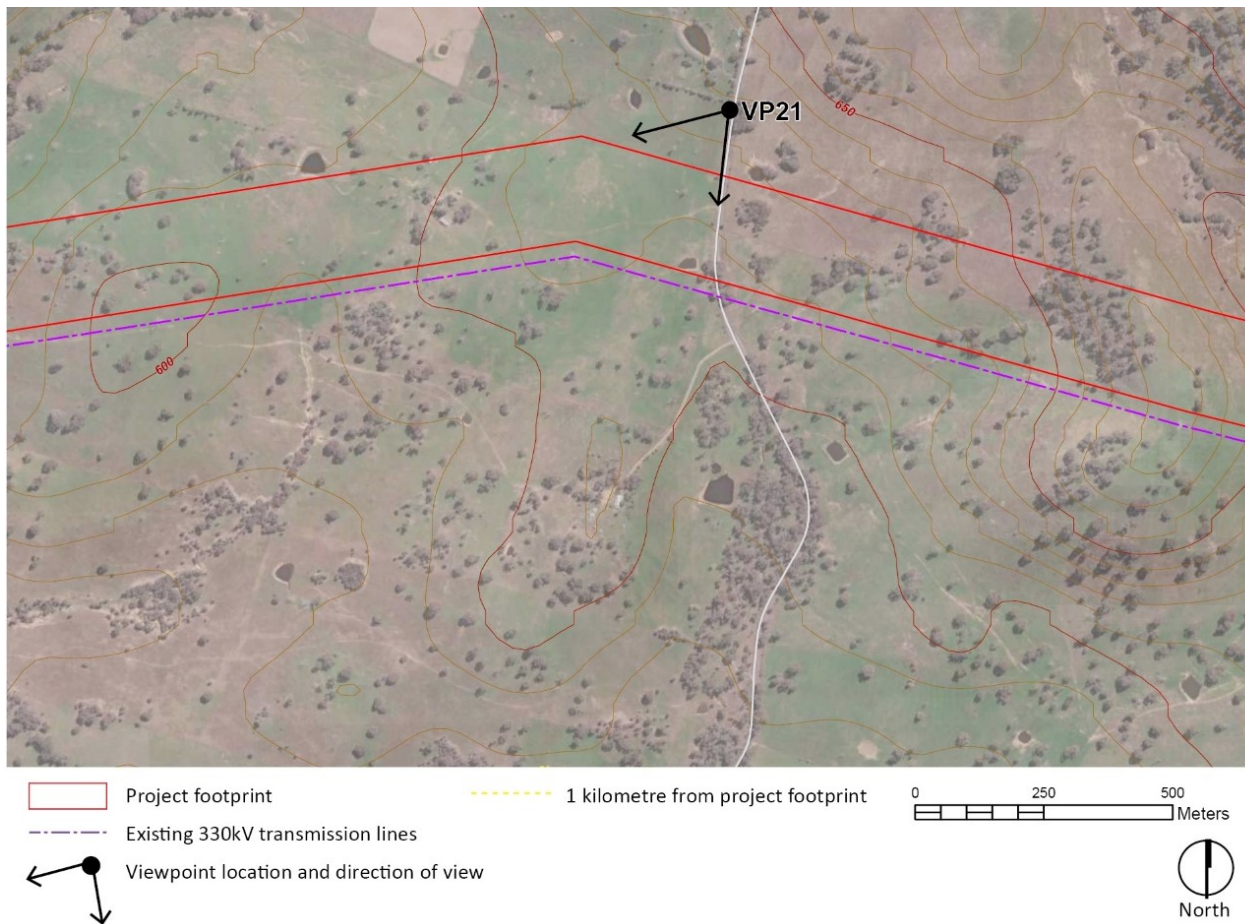 650
VP21
600
Project footprint
1 kilometre from project footprint
0 250 500
Meters
Existing 330kV transmission lines
Viewpoint location and direction of view
North